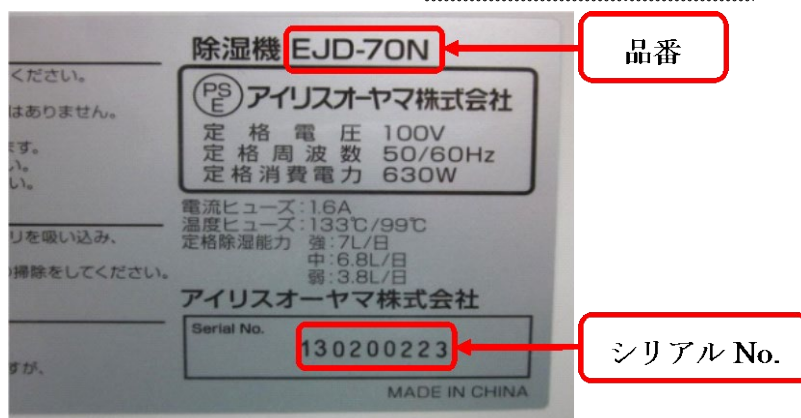 除湿機 EJD-70N
品番
ください。
はありません。
PS
E
アイリスオーヤマ株式会社
定格電圧 100V
定格周波数 50/60Hz
定格消費電力 630W
ます。
い。
い。
電流ヒューズ:1.6A
温度ヒューズ:133℃/99℃
定格除湿能力 強:7L/日
中:6.8L/日
弱:3.8L/日
リを吸い込み、
掃除をしてください。
アイリスオーヤマ株式会社
Serial No.
130200223
シリアル No.
すが、
MADE IN CHINA